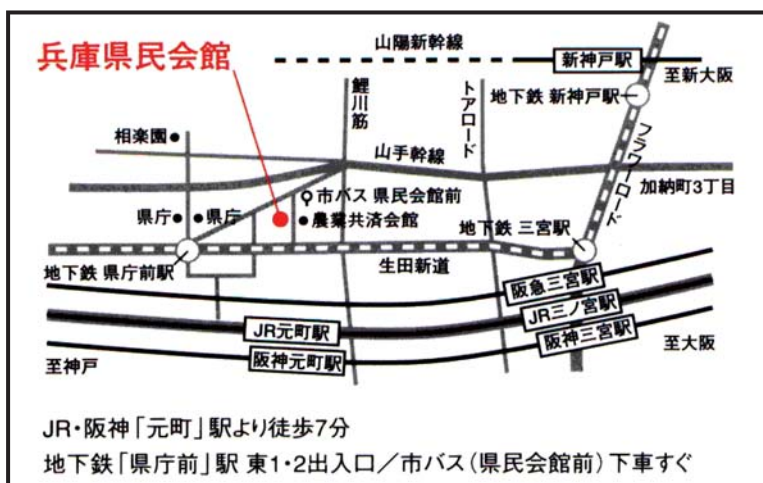 兵庫県民会館
山陽新幹線
新神戸駅
至新大阪
地下鉄 新神戸駅
鯉川筋
トアロード
フラワーロード
相楽園
山手幹線
加納町3丁目
市バス 県民会館前
県庁
県庁
農業共済会館
地下鉄 三宮駅
地下鉄 県庁前駅
生田新道
阪急三宮駅
JR三ノ宮駅
JR元町駅
阪神三宮駅
阪神元町駅
至神戸
至大阪
JR・阪神「元町」駅より徒歩7分
地下鉄「県庁前」駅 東1・2出入口／市バス(県民会館前)下車すぐ